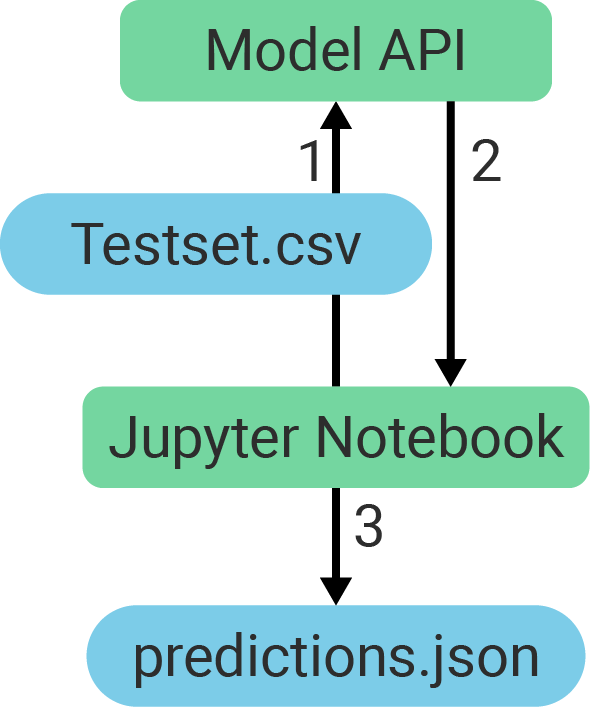 Model API
1
2
Testset.csv
Jupyter Notebook
3
predictions.json